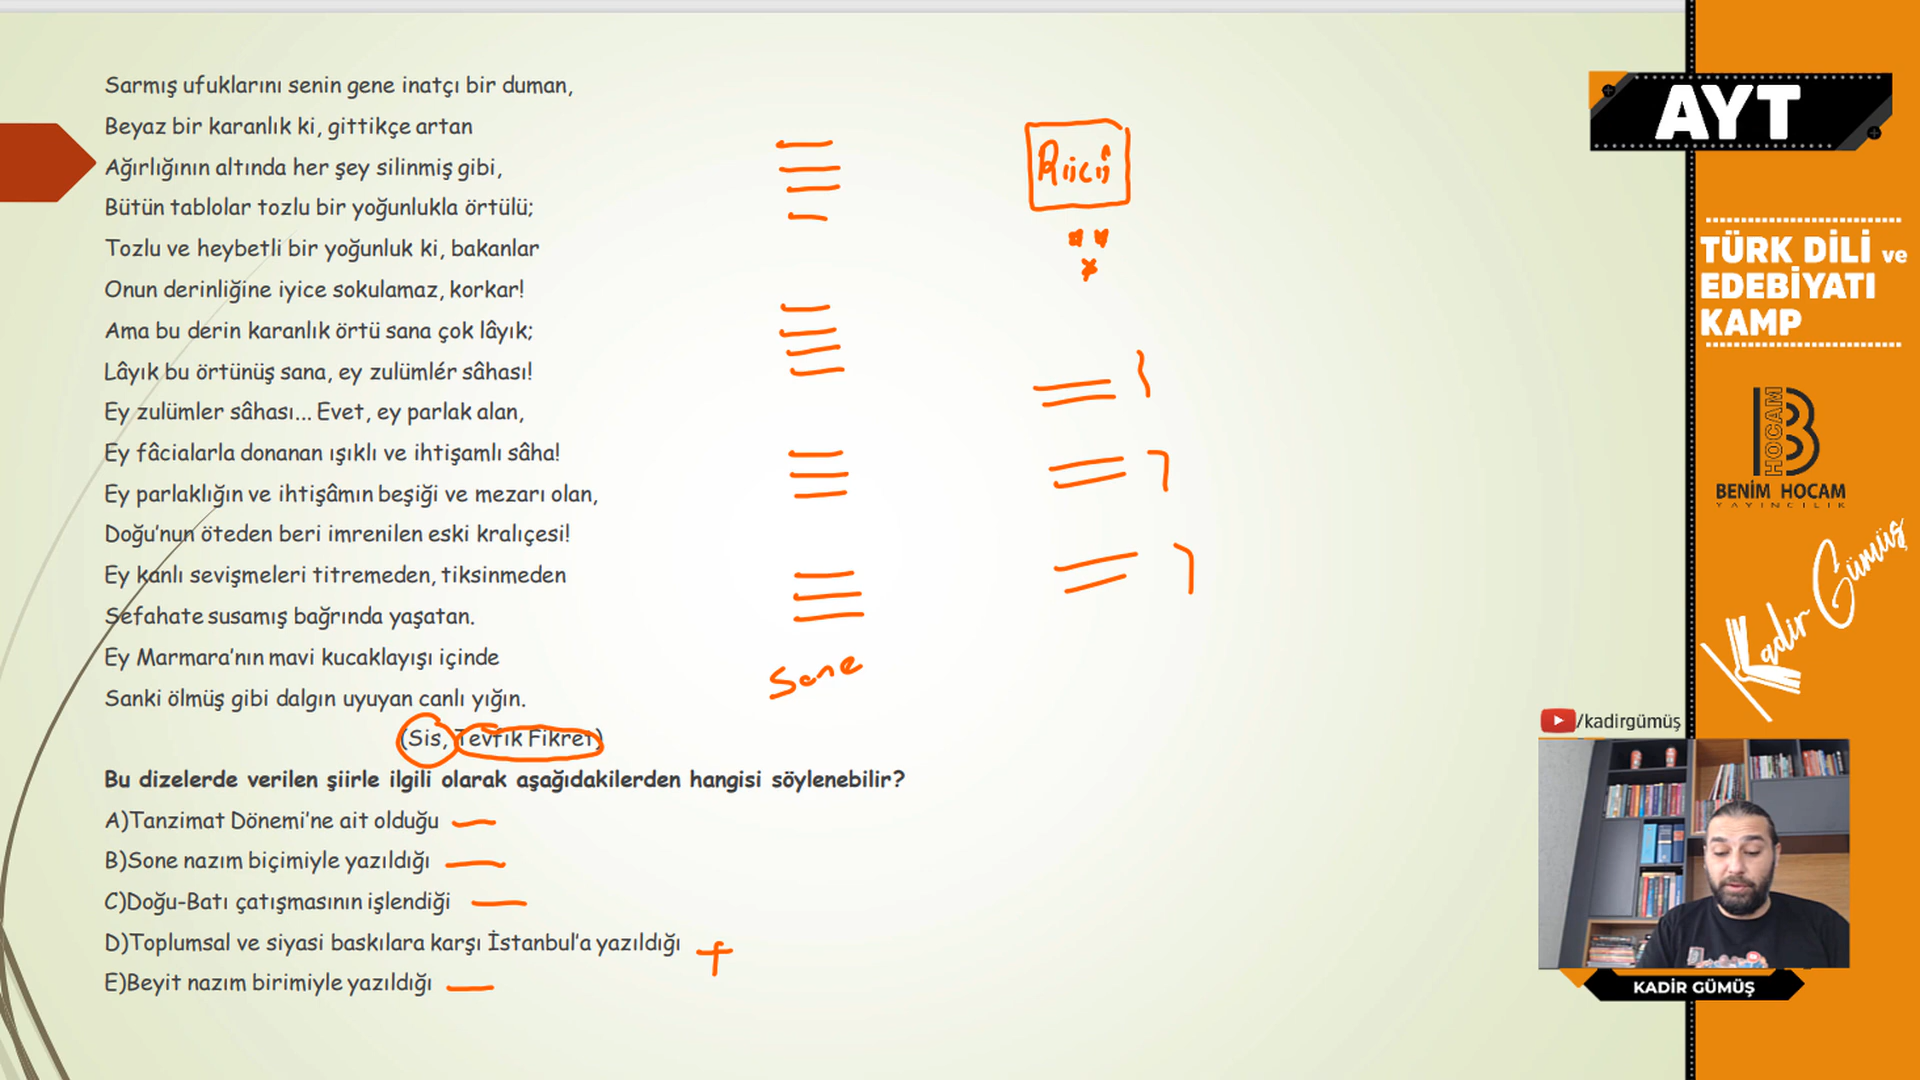 Sarmış ufuklarını senin gene inatçı bir duman,
Beyaz bir karanlık ki, gittikçe artan
Ağırlığının altında her şey silinmiş gibi,
Bütün tablolar tozlu bir yoğunlukla örtülü;
Tozlu ve heybetli bir yoğunluk ki, bakanlar
Onun derinliğine iyice sokulamaz, korkar!
Ama bu derin karanlık örtü sana çok lâyık;
Lâyık bu örtünüş sana, ey zulümlér sâhası!
Ey zulümler sâhası... Evet, ey parlak alan,
Ey fâcialarla donanan ışıklı ve ihtişamlı sâha!
Ey parlaklığın ve ihtişâmın beşiği ve mezarı olan,
Doğu'nun öteden beri imrenilen eski kralıçesi!
Ey kanlı sevişmeleri titremeden, tiksinmeden
Sefahate susamış bağrında yaşatan.
Ey Marmara'nın mavi kucaklayışı içinde
Sanki ölmüş gibi dalgın uyuyan canlı yığın.
(Sis, Tevfik Fikret)
Bu dizelerde verilen şiirle ilgili olarak aşağıdakilerden hangisi söylenebilir?
A)Tanzimat Dönemi'ne ait olduğu
B)Sone nazım biçimiyle yazıldığı
C)Doğu-Batı çatışmasının işlendiği
D)Toplumsal ve siyasi baskılara karşı İstanbul'a yazıldığı
E)Beyit nazım birimiyle yazıldığı
Sone
AYT
TÜRK DİLİ ve
EDEBİYATI
KAMP
HOCAM
BENİM HOCAM
YAYINCILIK
Kadir Gümüş
/kadirgümüş
KADİR GÜMÜŞ